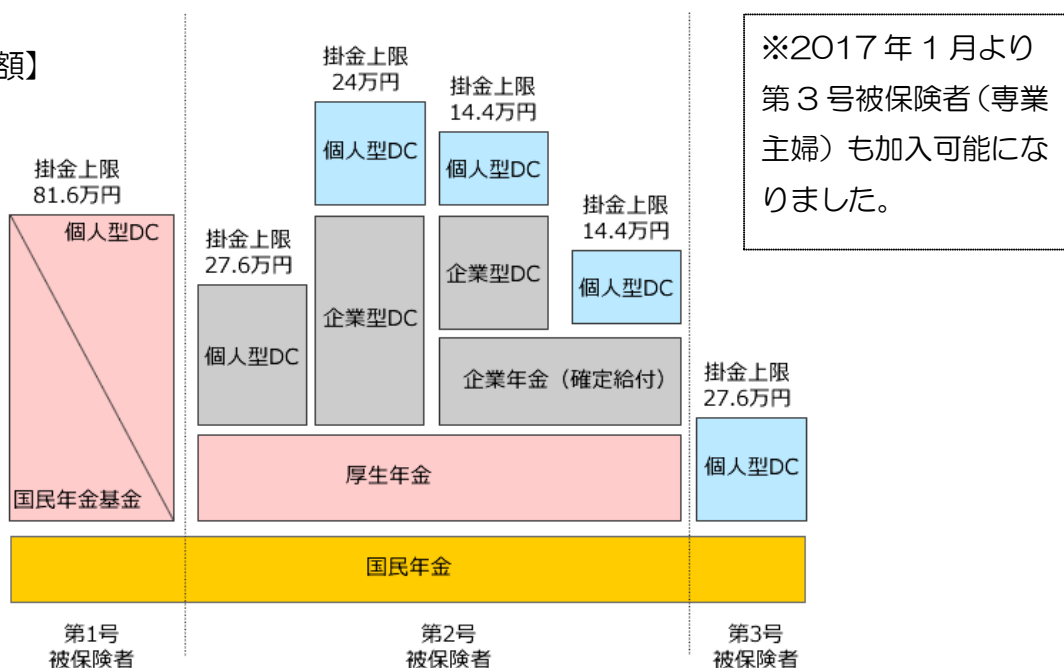 額】
※2017年1月より
第3号被保険者（専業
主婦）も加入可能にな
りました。
掛金上限
81.6万円
個人型DC
国民年金基金
掛金上限
27.6万円
個人型DC
掛金上限
24万円
個人型DC
企業型DC
掛金上限
14.4万円
個人型DC
企業型DC
掛金上限
14.4万円
個人型DC
企業年金（確定給付）
厚生年金
掛金上限
27.6万円
個人型DC
国民年金
第1号
被保険者
第2号
被保険者
第3号
被保険者